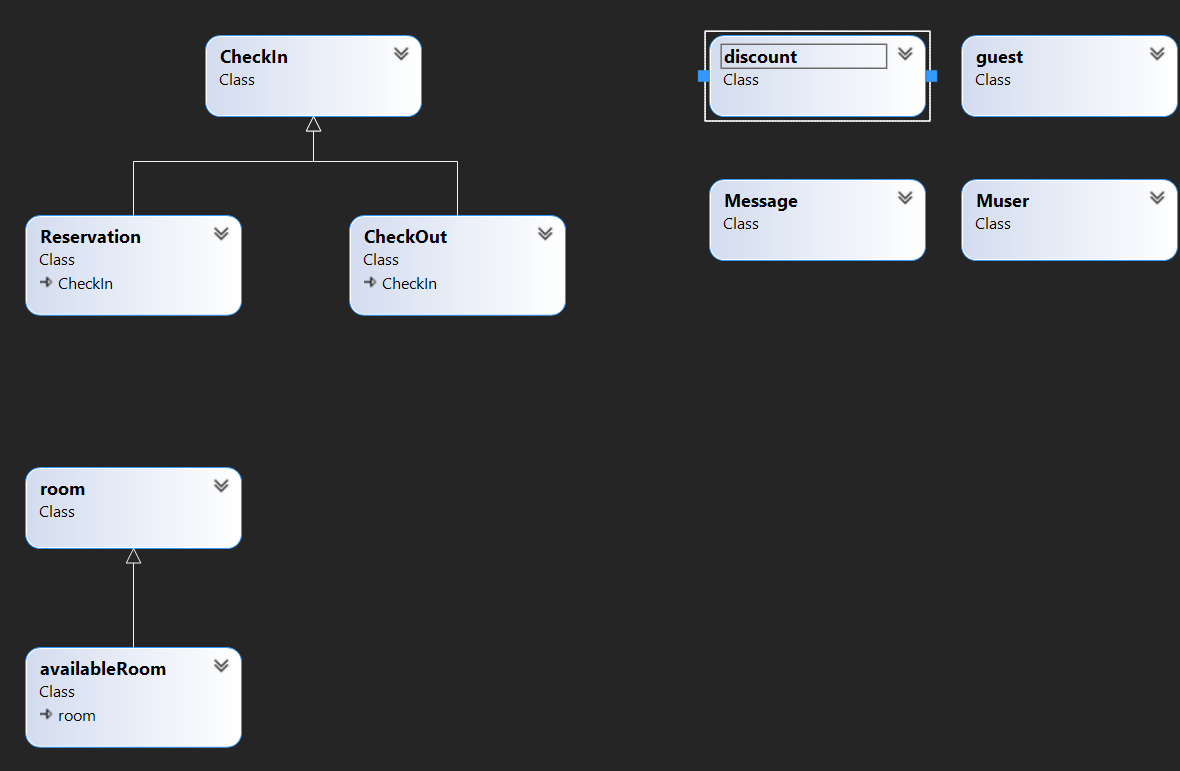 CheckIn
Class
discount
Class
guest
Class
Message
Class
Muser
Class
Reservation
Class
CheckIn
CheckOut
Class
CheckIn
room
Class
availableRoom
Class
room